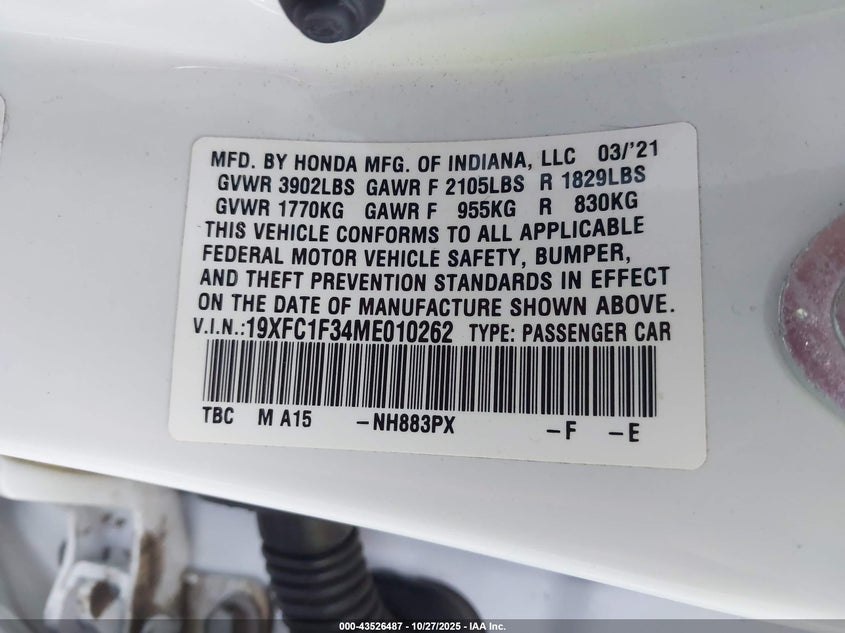 MFD. BY HONDA MFG. OF INDIANA, LLC 03/'21
GVWR 3902LBS GAWR F 2105LBS R 1829LBS
GVWR 1770KG GAWR F 955KG R 830KG
THIS VEHICLE CONFORMS TO ALL APPLICABLE
FEDERAL MOTOR VEHICLE SAFETY, BUMPER,
AND THEFT PREVENTION STANDARDS IN EFFECT
ON THE DATE OF MANUFACTURE SHOWN ABOVE.
V.I.N.:19XFC1F34ME010262 TYPE: PASSENGER CAR
TBC M A15 -NH883PX -F -E
000-43526487 - 10/27/2025 - IAA Inc.